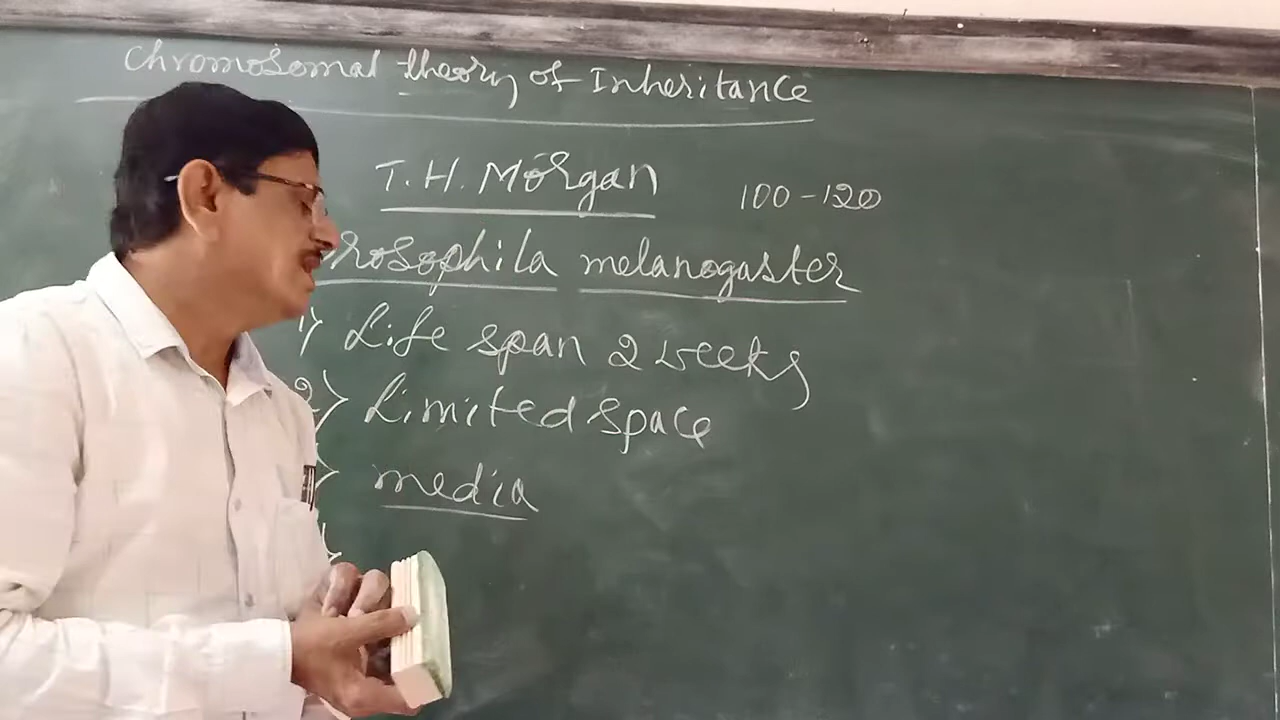 Chromosomal theory of Inheritance
T. H. Morgan 100-120
rosophila melanogaster
1) Life span 2 weeks
2) Limited space
media